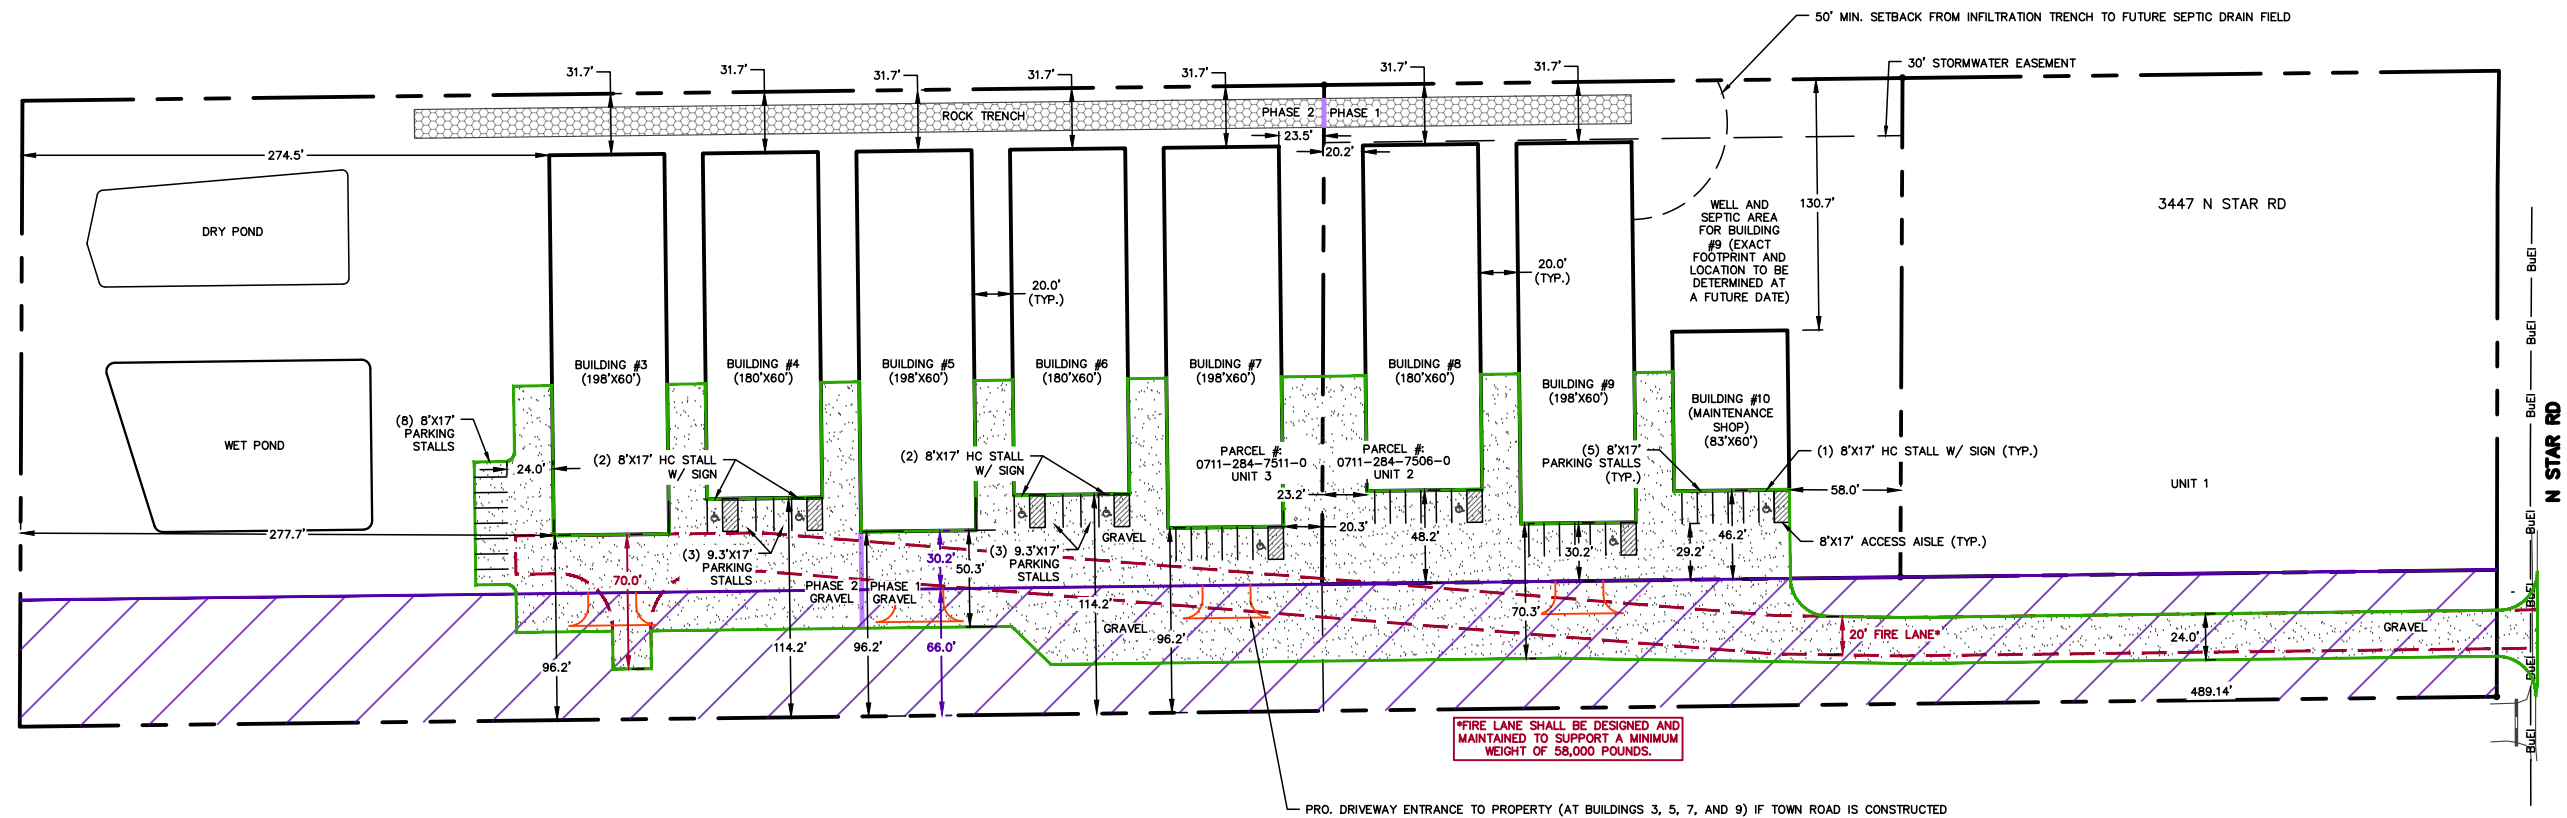 50' MIN. SETBACK FROM INFILTRATION TRENCH TO FUTURE SEPTIC DRAIN FIELD
31.7'
31.7'
31.7'
31.7'
31.7'
31.7'
31.7'
30' STORMWATER EASEMENT
ROCK TRENCH
PHASE 2
PHASE 1
23.5'
20.2'
274.5'
130.7'
3447 N STAR RD
WELL AND
SEPTIC AREA
FOR BUILDING
#9 (EXACT
FOOTPRINT AND
LOCATION TO BE
DETERMINED AT
A FUTURE DATE)
DRY POND
20.0'
(TYP.)
20.0'
(TYP.)
BUILDING #3
(198'X60')
BUILDING #4
(180'X60')
BUILDING #5
(198'X60')
BUILDING #6
(180'X60')
BUILDING #7
(198'X60')
BUILDING #8
(180'X60')
BUILDING #9
(198'X60')
BUILDING #10
(MAINTENANCE
SHOP)
(83'X60')
(8) 8'X17'
PARKING
STALLS
WET POND
24.0'
(2) 8'X17' HC STALL
W/ SIGN
(2) 8'X17' HC STALL
W/ SIGN
PARCEL #:
0711-284-7511-0
UNIT 3
PARCEL #:
0711-284-7506-0
UNIT 2
(5) 8'X17'
PARKING STALLS
(TYP.)
(1) 8'X17' HC STALL W/ SIGN (TYP.)
UNIT 1
23.2'
58.0'
277.7'
20.3'
48.2'
30.2'
29.2'
46.2'
8'X17' ACCESS AISLE (TYP.)
GRAVEL
(3) 9.3'X17'
PARKING
STALLS
(3) 9.3'X17'
PARKING
STALLS
70.0'
30.2'
50.3'
PHASE 2
GRAVEL
PHASE 1
GRAVEL
114.2'
70.3'
GRAVEL
96.2'
20' FIRE LANE*
24.0'
GRAVEL
96.2'
114.2'
96.2'
66.0'
489.14'
*FIRE LANE SHALL BE DESIGNED AND
MAINTAINED TO SUPPORT A MINIMUM
WEIGHT OF 58,000 POUNDS.
PRO. DRIVEWAY ENTRANCE TO PROPERTY (AT BUILDINGS 3, 5, 7, AND 9) IF TOWN ROAD IS CONSTRUCTED
N STAR RD
BuEl
BuEl
BuEl
BuEl
BuEl
BuEl
BuEl
BuEl